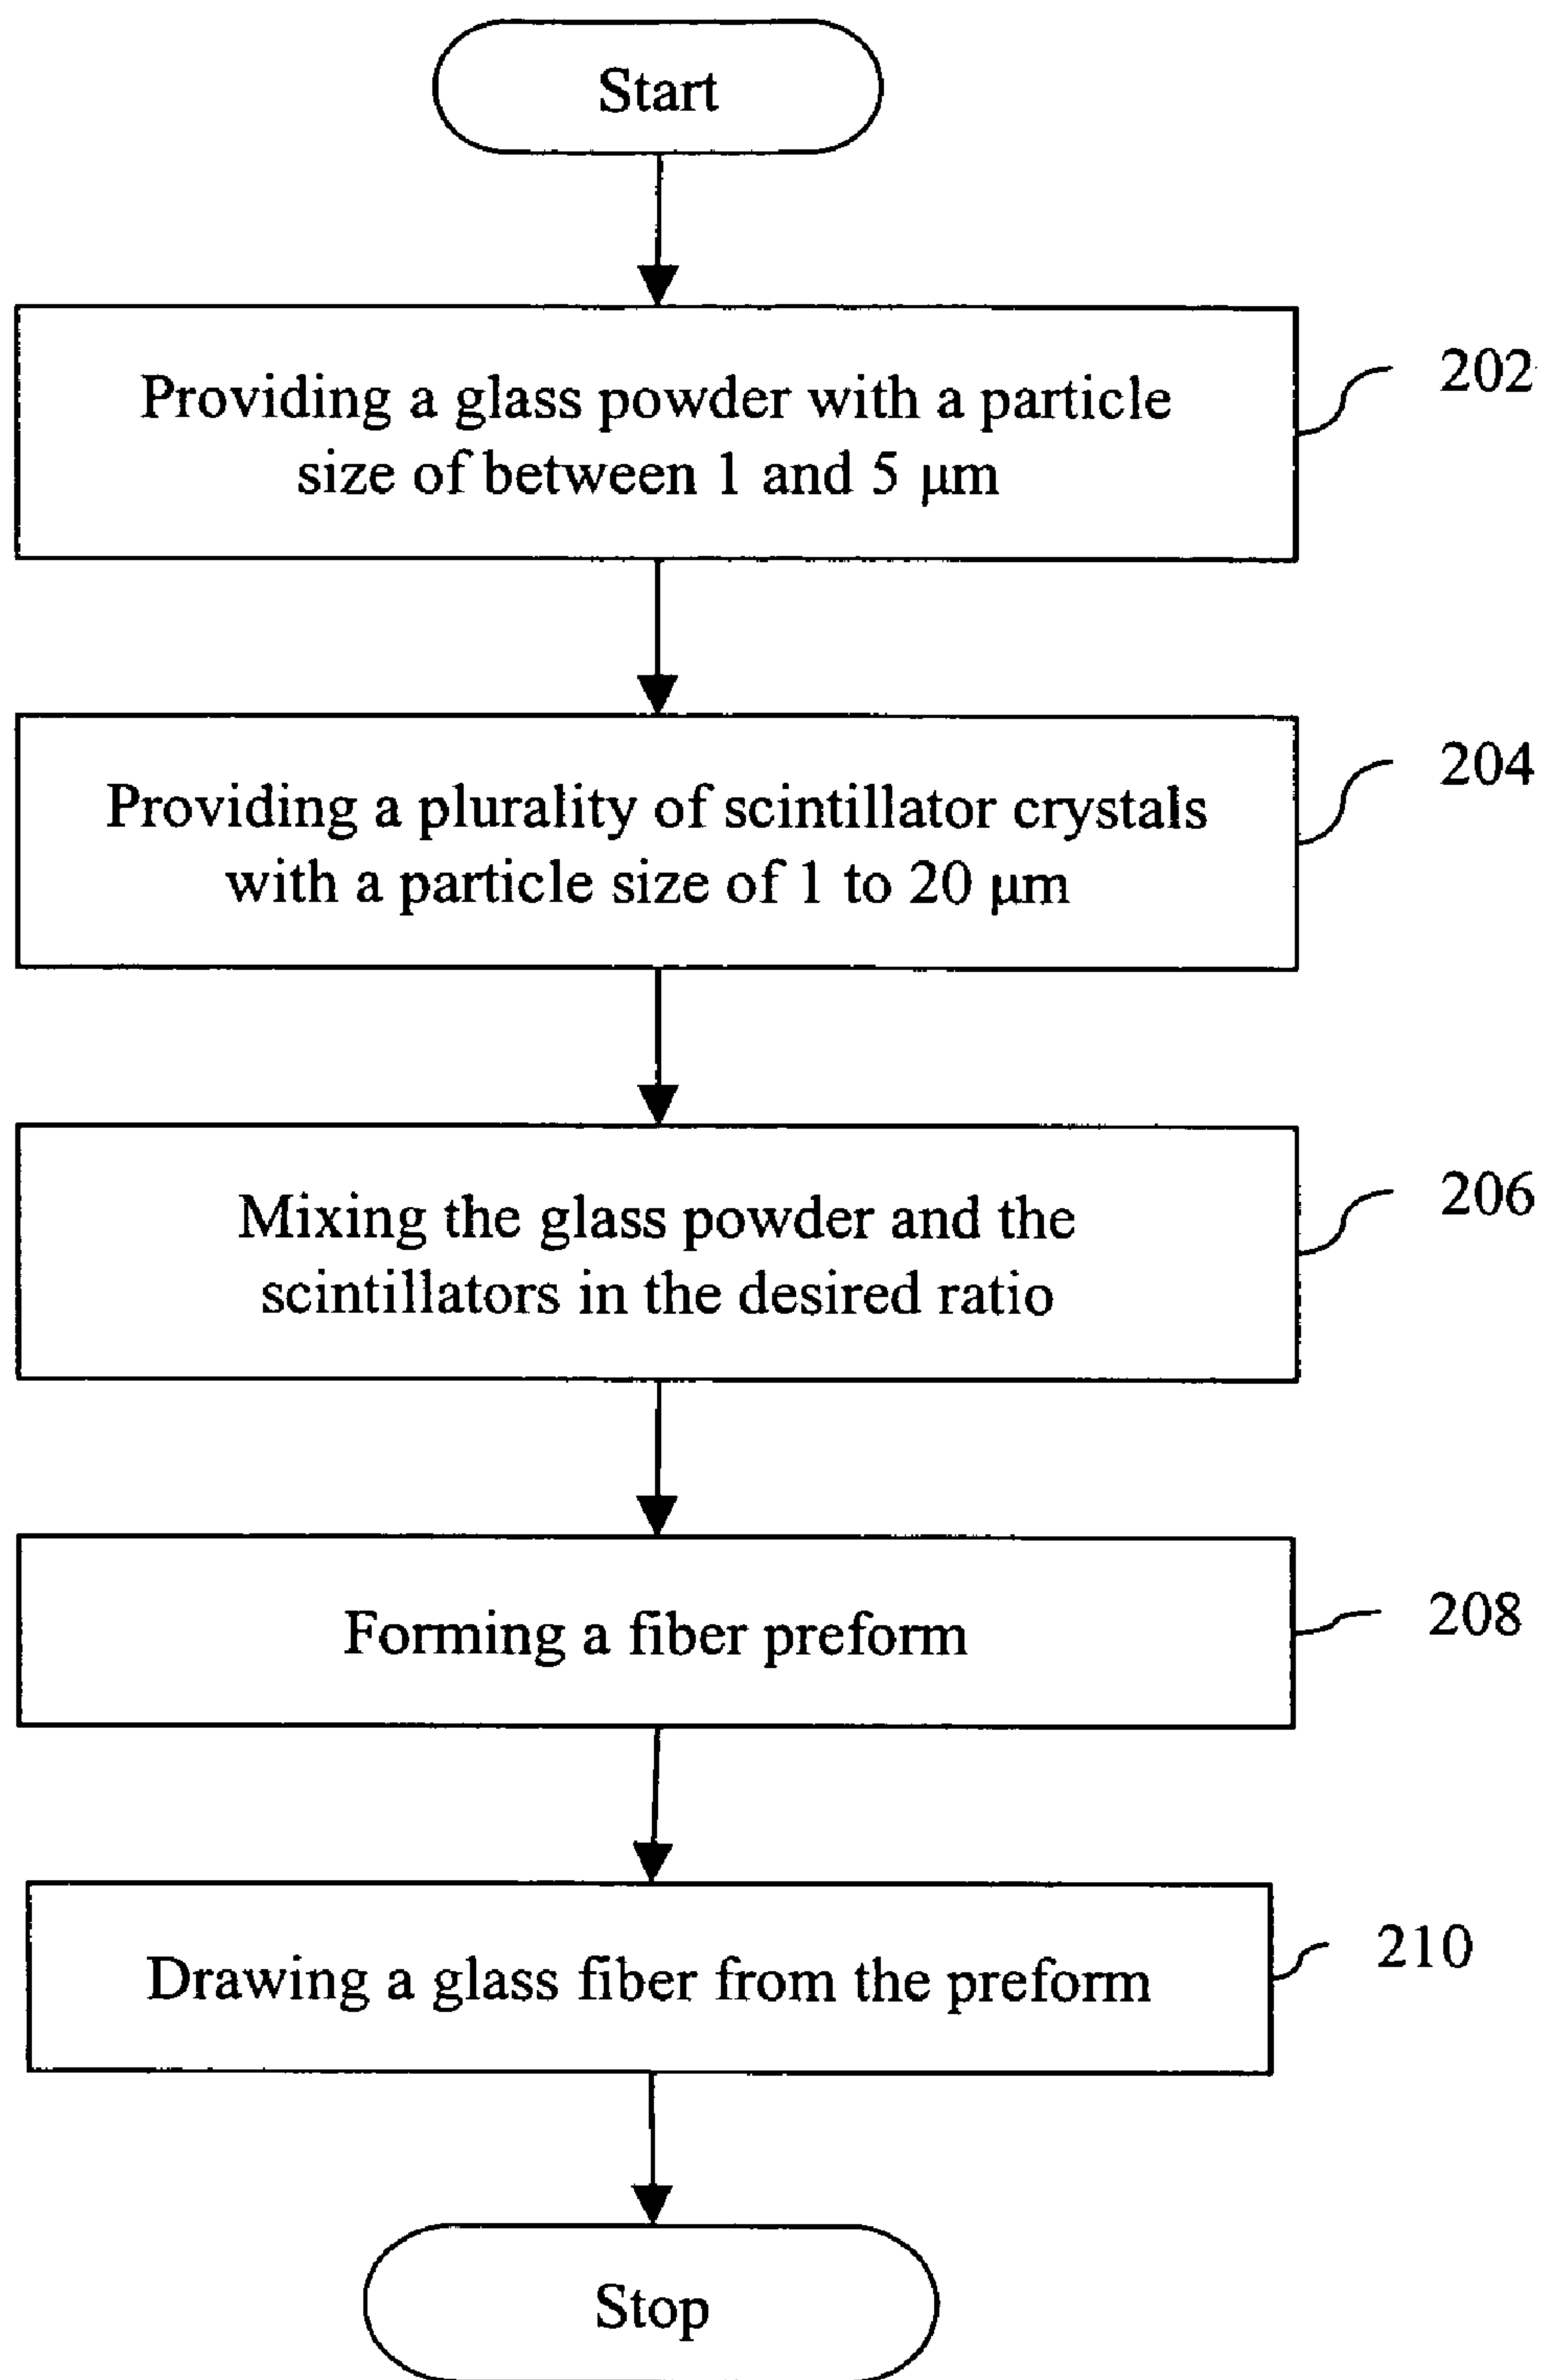 Start
Providing a glass powder with a particle
size of between 1 and 5 μm
202
Providing a plurality of scintillator crystals
with a particle size of 1 to 20 μm
204
Mixing the glass powder and the
scintillators in the desired ratio
206
Forming a fiber preform
208
Drawing a glass fiber from the preform
210
Stop